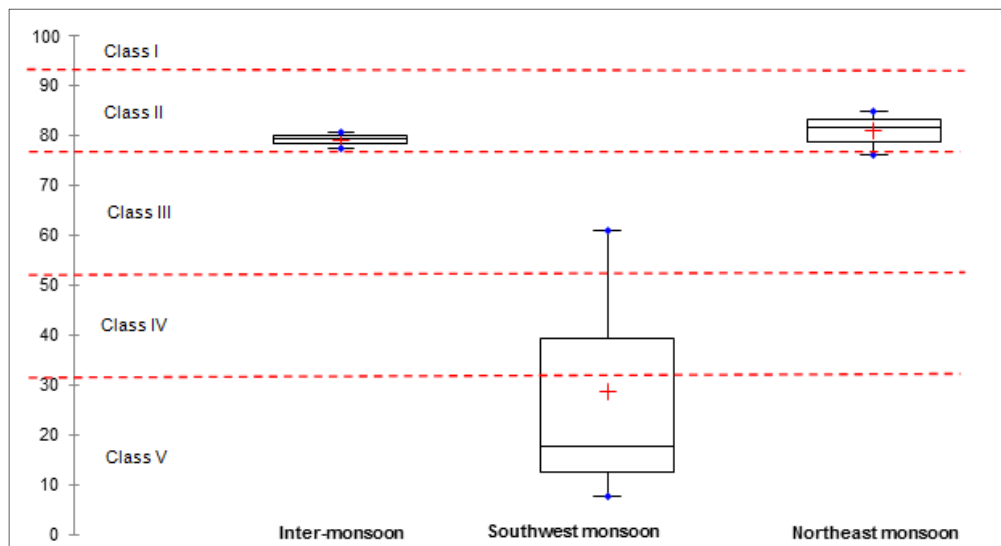 100
Class I
90
Class II
80
70
Class III
60
50
Class IV
40
30
20
Class V
10
0
Inter-monsoon
Southwest monsoon
Northeast monsoon